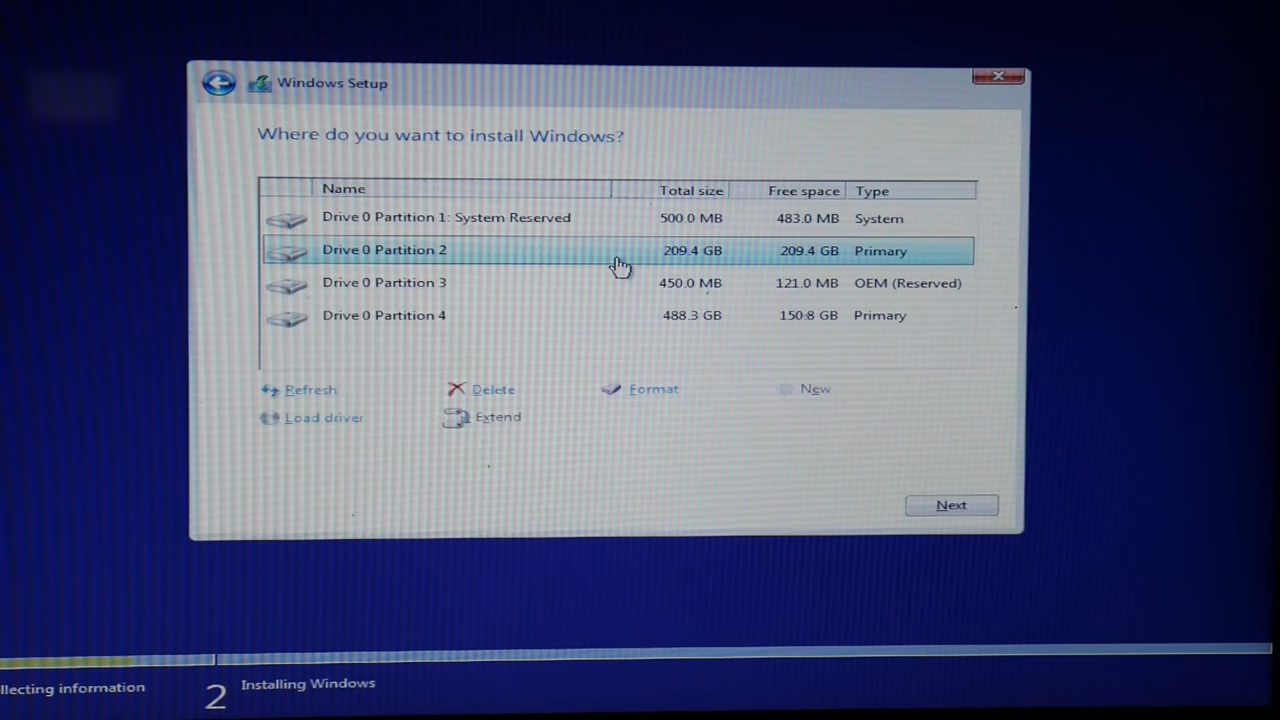 Windows Setup
Where do you want to install Windows?
Name Total size Free space Type
Drive 0 Partition 1: System Reserved 500.0 MB 483.0 MB System
Drive 0 Partition 2 209.4 GB 209.4 GB Primary
Drive 0 Partition 3 450.0 MB 121.0 MB OEM (Reserved)
Drive 0 Partition 4 488.3 GB 150.8 GB Primary
Refresh Delete Format New
Load driver Extend
Next
llecting information 2 Installing Windows